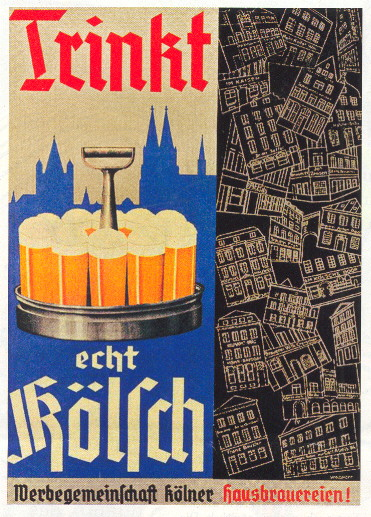 Trinkt
echt
Kölſch
Werbegemeinſchaft kölner Hausbrauereien!